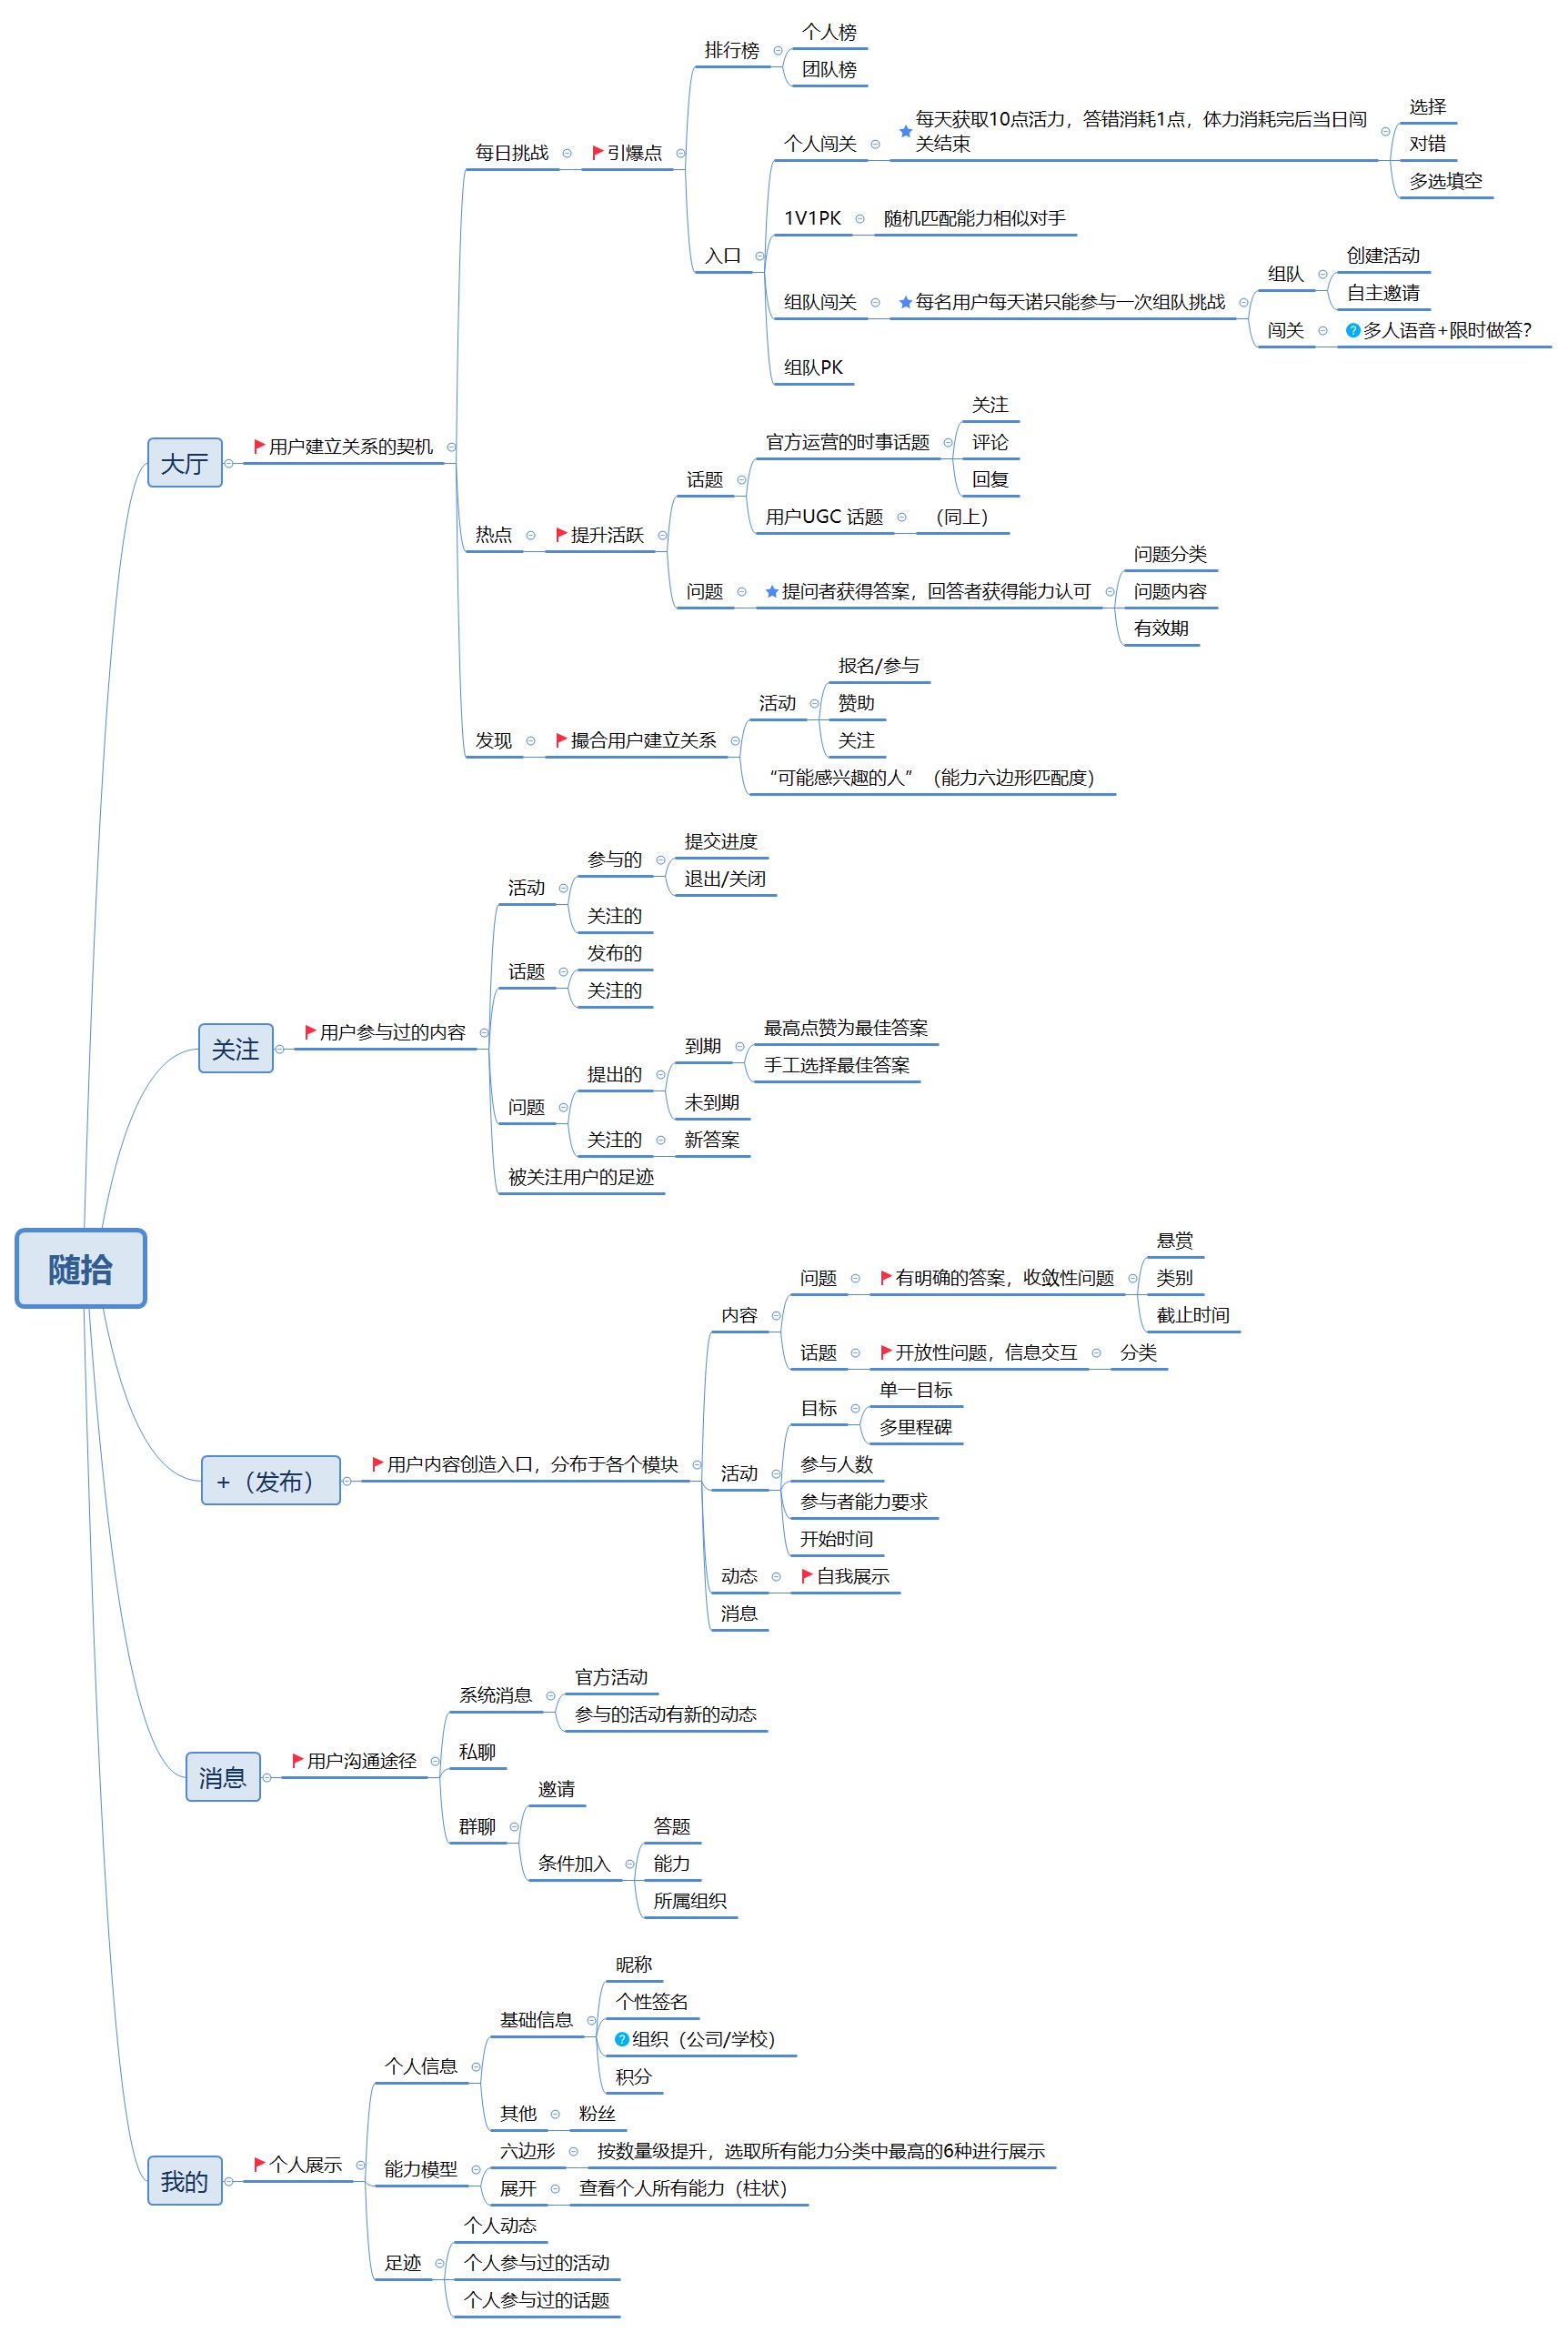 随拾
大厅
用户建立关系的契机
每日挑战
引爆点
排行榜
个人榜
团队榜
入口
个人闯关
每天获取10点活力，答错消耗1点，体力消耗完后当日闯
关结束
选择
对错
多选填空
1V1PK
随机匹配能力相似对手
组队闯关
每名用户每天诺只能参与一次组队挑战
组队
创建活动
自主邀请
闯关
多人语音+限时做答？
组队PK
热点
提升活跃
话题
官方运营的时事话题
关注
评论
回复
用户UGC 话题
（同上）
问题
提问者获得答案，回答者获得能力认可
问题分类
问题内容
有效期
发现
撮合用户建立关系
活动
报名/参与
赞助
关注
“可能感兴趣的人”（能力六边形匹配度）
关注
用户参与过的内容
活动
参与的
提交进度
退出/关闭
关注的
话题
发布的
关注的
问题
提出的
到期
最高点赞为最佳答案
手工选择最佳答案
未到期
关注的
新答案
被关注用户的足迹
+（发布）
用户内容创造入口，分布于各个模块
内容
问题
有明确的答案，收敛性问题
悬赏
类别
截止时间
话题
开放性问题，信息交互
分类
活动
目标
单一目标
多里程碑
参与人数
参与者能力要求
开始时间
动态
自我展示
消息
消息
用户沟通途径
系统消息
官方活动
参与的活动有新的动态
私聊
群聊
邀请
条件加入
答题
能力
所属组织
我的
个人展示
个人信息
基础信息
昵称
个性签名
组织（公司/学校）
积分
其他
粉丝
能力模型
六边形
按数量级提升，选取所有能力分类中最高的6种进行展示
展开
查看个人所有能力（柱状）
足迹
个人动态
个人参与过的活动
个人参与过的话题